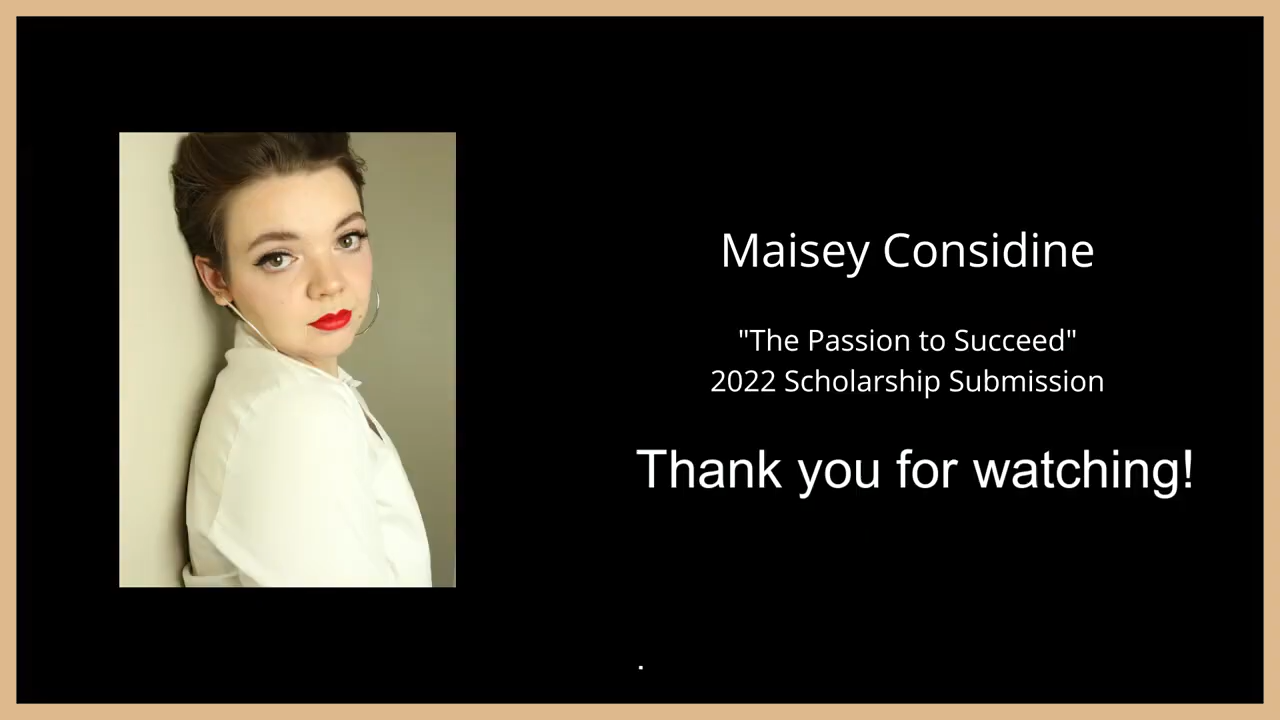 Maisey Considine
"The Passion to Succeed"
2022 Scholarship Submission
Thank you for watching!
.